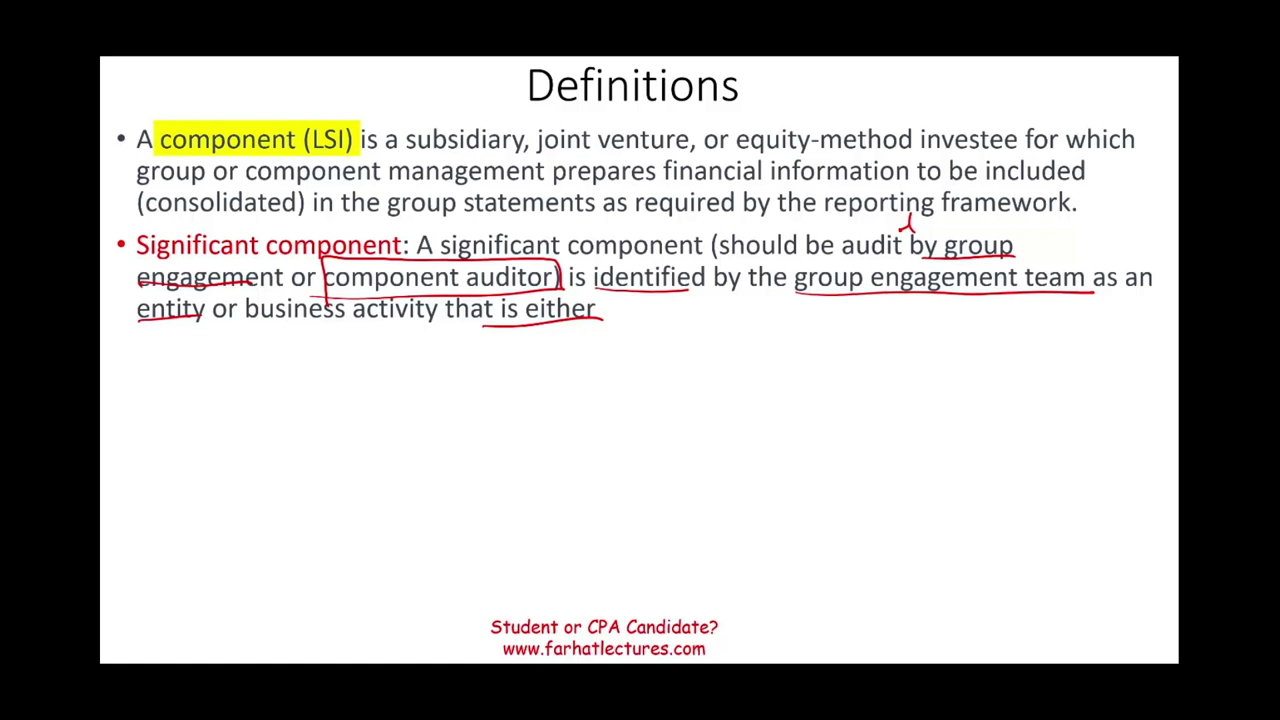 Definitions
• A component (LSI) is a subsidiary, joint venture, or equity-method investee for which
group or component management prepares financial information to be included
(consolidated) in the group statements as required by the reporting framework.
• Significant component: A significant component (should be audit by group
engagement or component auditor) is identified by the group engagement team as an
entity or business activity that is either
Student or CPA Candidate?
www.farhatlectures.com